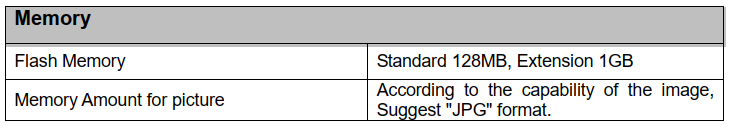 Memory
Flash Memory
Standard 128MB, Extension 1GB
Memory Amount for picture
According to the capability of the image,
Suggest "JPG" format.